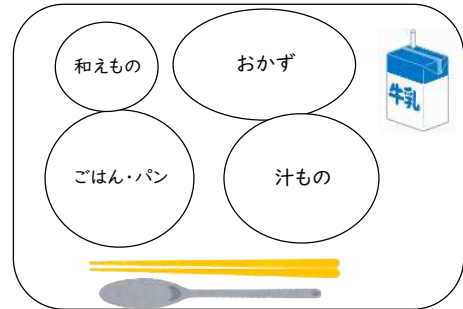 和えもの
おかず
牛乳
ごはん・パン
汁もの